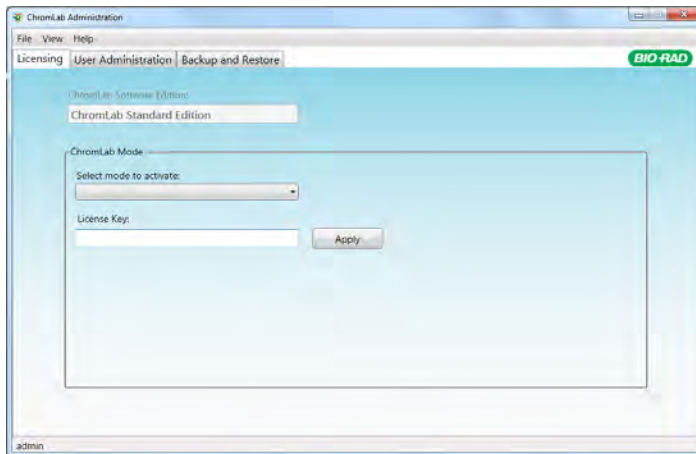 ChromLab Administration
File View Help
Licensing User Administration Backup and Restore BIO-RAD
ChromLab Software Edition:
ChromLab Standard Edition
ChromLab Mode
Select mode to activate:
License Key:
Apply
admin